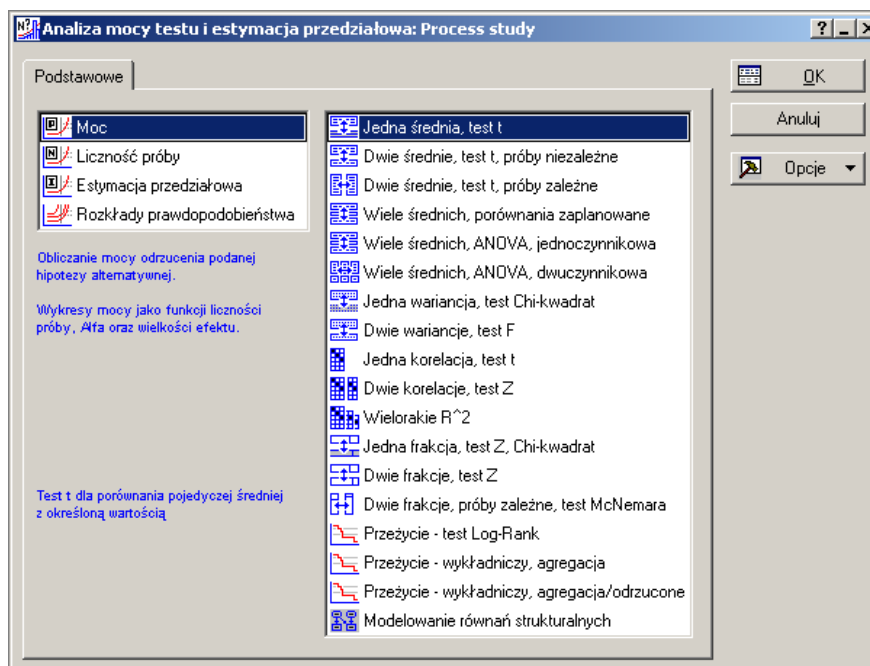 Analiza mocy testu i estymacja przedziałowa: Process study
Podstawowe
Moc
Liczność próby
Estymacja przedziałowa
Rozkłady prawdopodobieństwa
Obliczanie mocy odrzucenia podanej
hipotezy alternatywnej.
Wykresy mocy jako funkcji liczności
próby, Alfa oraz wielkości efektu.
Test t dla porównania pojedyczej średniej
z określoną wartością
Jedna średnia, test t
Dwie średnie, test t, próby niezależne
Dwie średnie, test t, próby zależne
Wiele średnich, porównania zaplanowane
Wiele średnich, ANOVA, jednoczynnikowa
Wiele średnich, ANOVA, dwuczynnikowa
Jedna wariancja, test Chi-kwadrat
Dwie wariancje, test F
Jedna korelacja, test t
Dwie korelacje, test Z
Wielorakie R^2
Jedna frakcja, test Z, Chi-kwadrat
Dwie frakcje, test Z
Dwie frakcje, próby zależne, test McNemara
Przeżycie - test Log-Rank
Przeżycie - wykładniczy, agregacja
Przeżycie - wykładniczy, agregacja/odrzucone
Modelowanie równań strukturalnych
OK
Anuluj
Opcje